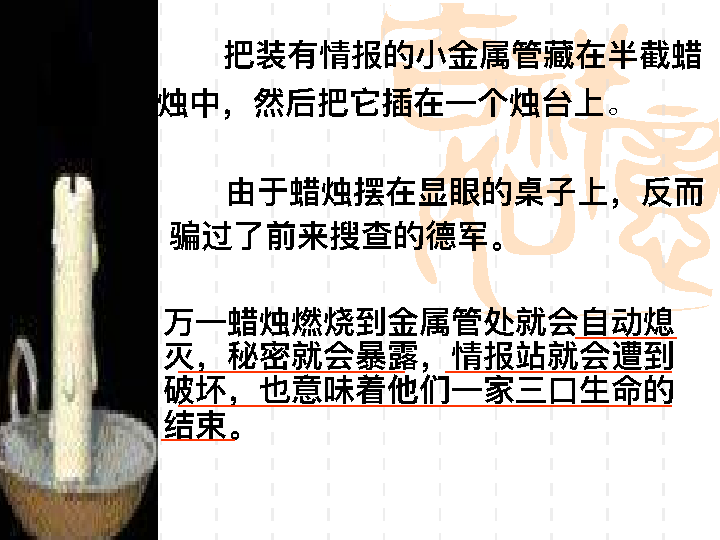 把装有情报的小金属管藏在半截蜡
烛中，然后把它插在一个烛台上。
由于蜡烛摆在显眼的桌子上，反而
骗过了前来搜查的德军。
万一蜡烛燃烧到金属管处就会自动熄
灭，秘密就会暴露，情报站就会遭到
破坏，也意味着他们一家三口生命的
结束。